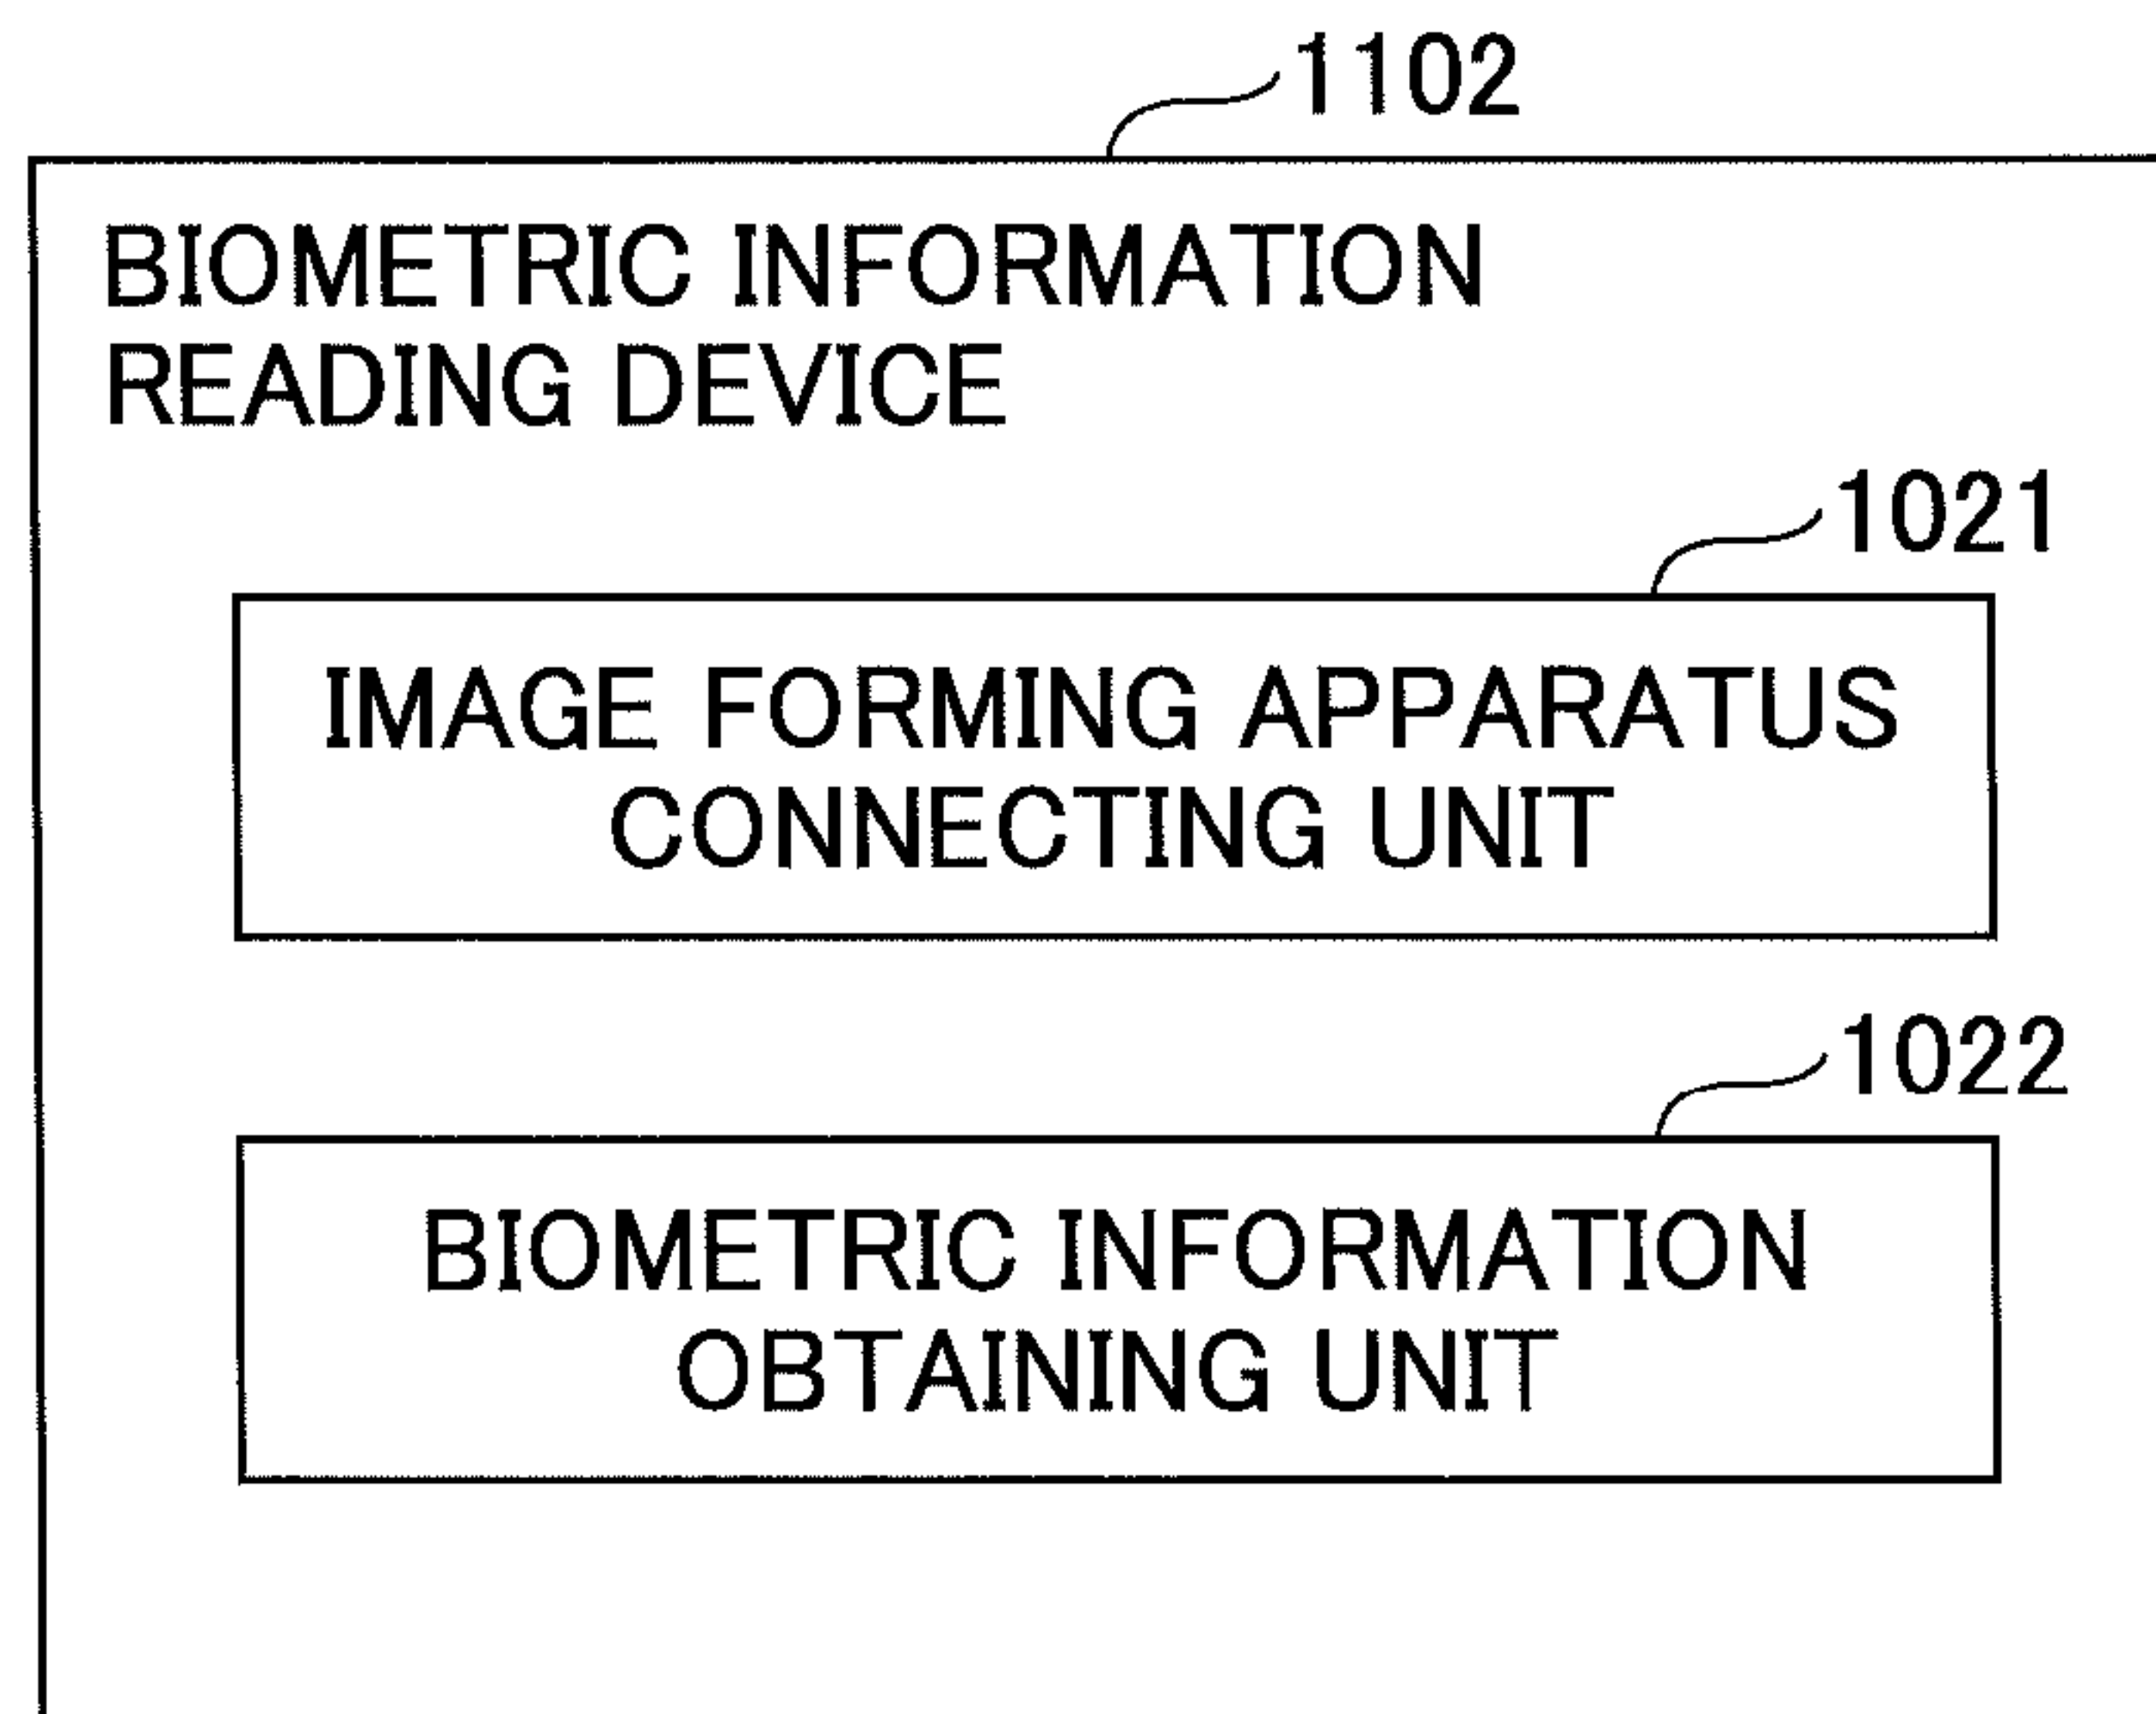 1102
BIOMETRIC INFORMATION
READING DEVICE
1021
IMAGE FORMING APPARATUS
CONNECTING UNIT
1022
BIOMETRIC INFORMATION
OBTAINING UNIT